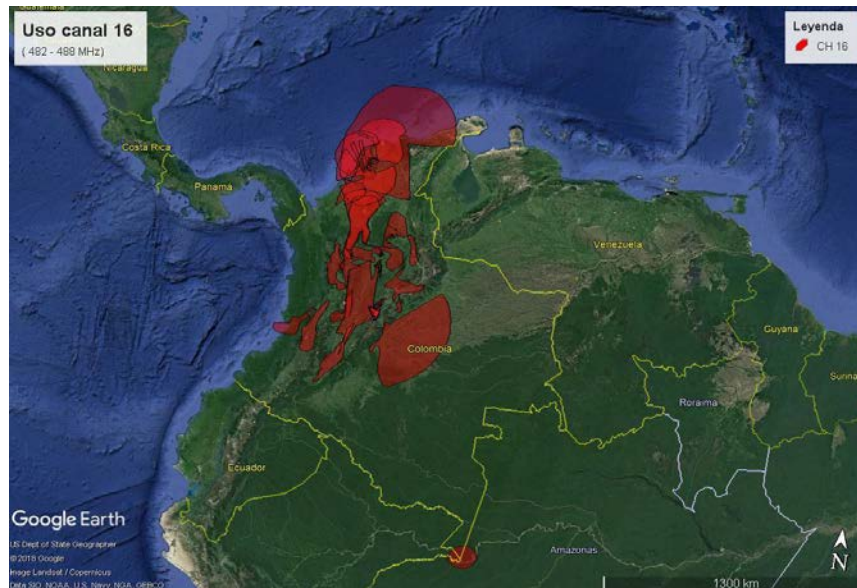 Uso canal 16
( 482 - 488 MHz)
Leyenda
CH 16
Nicaragua
Costa Rica
Panamá
Venezuela
Guyana
Colombia
Roraima
Ecuador
Amazonas
Google Earth
US Dept of State Geographer
© 2018 Google
Image Landsat / Copernicus
Data SIO, NOAA, U.S. Navy, NGA, GEBCO
N
1300 km